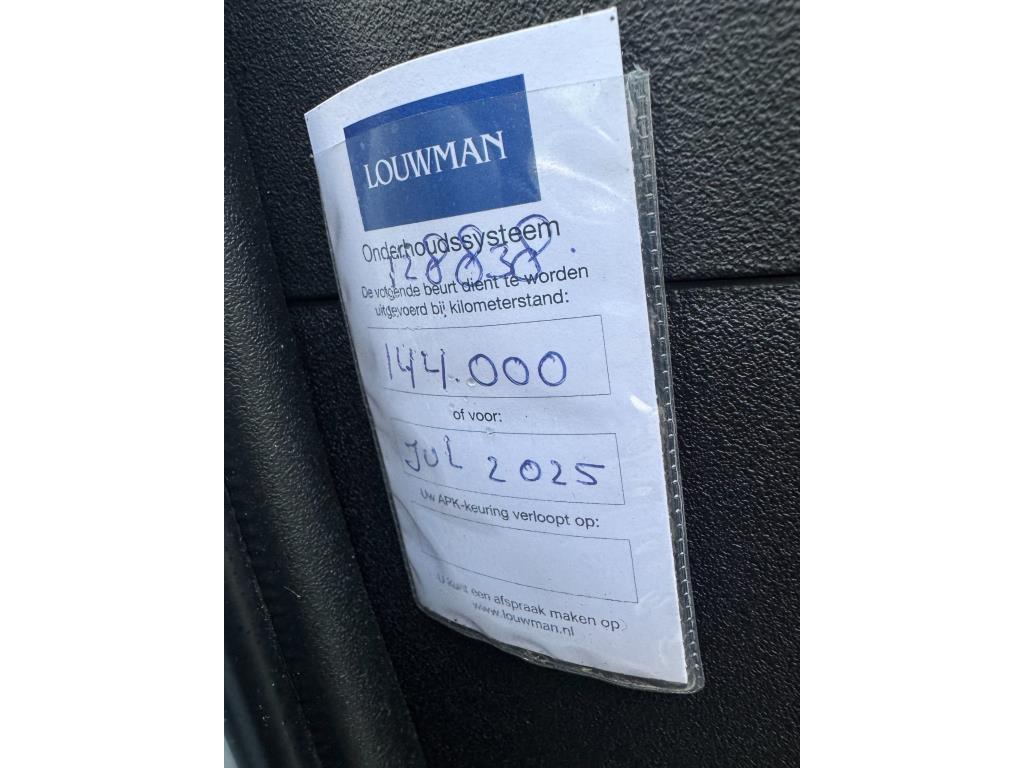 LOUWMAN
Onderhoudssysteem
128838.
De volgende beurt dient te worden
uitgevoerd bij kilometerstand:
144.000
of voor:
JUL 2025
Uw APK-keuring verloopt op:
U kunt een afspraak maken op
www.louwman.nl